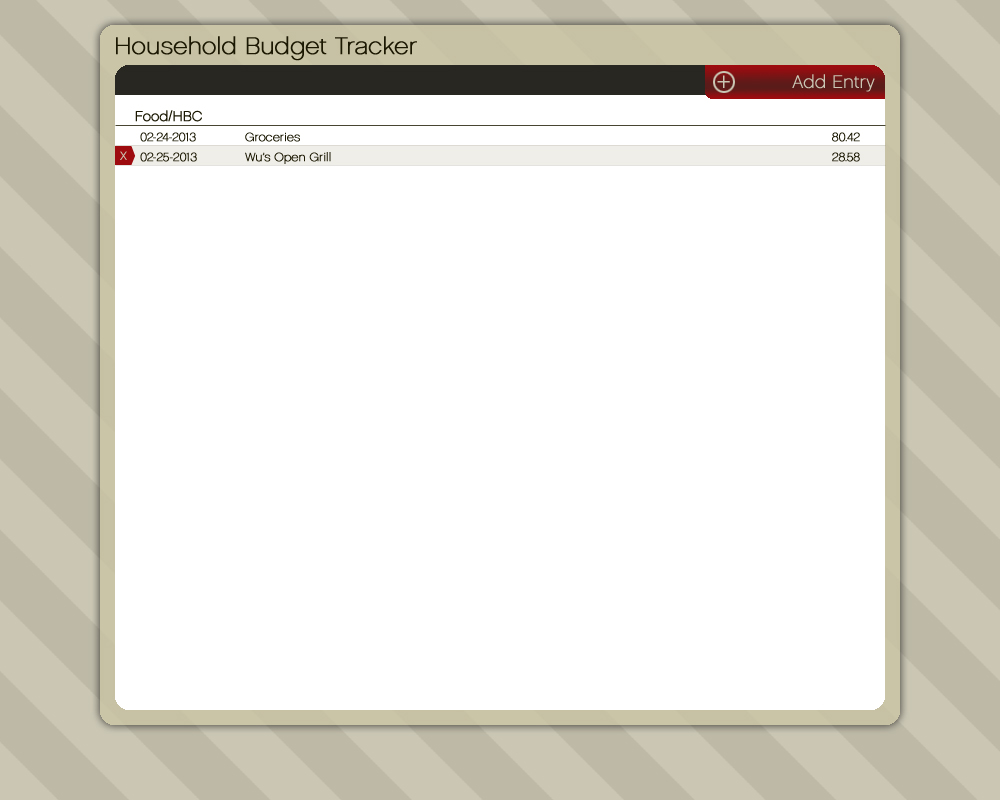 Household Budget Tracker
Add Entry
Food/HBC
02-24-2013 Groceries 80.42
X 02-25-2013 Wu's Open Grill 28.58